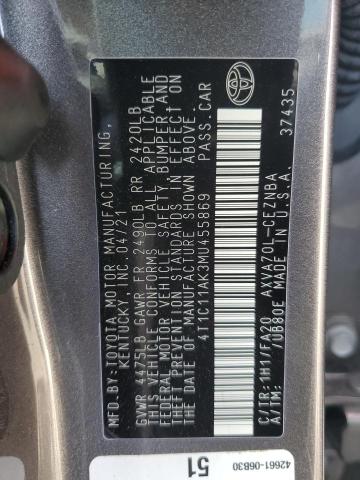 MFD.BY:TOYOTA MOTOR MANUFACTURING,
KENTUCKY, INC. 04/21
GVWR 4475LB GAWR FR 2490LB RR 2420LB
THIS VEHICLE CONFORMS TO ALL APPLICABLE
FEDERAL MOTOR VEHICLE SAFETY, BUMPER AND
THEFT PREVENTION STANDARDS IN EFFECT ON
THE DATE OF MANUFACTURE SHOWN ABOVE.
4T1C11AK3MU455869 PASS.CAR
C/TR:1H1/FA20 AXVA70L-CEZNBA
A/TM: /UB80E MADE IN U.S.A. 37435
42661-06B30
51